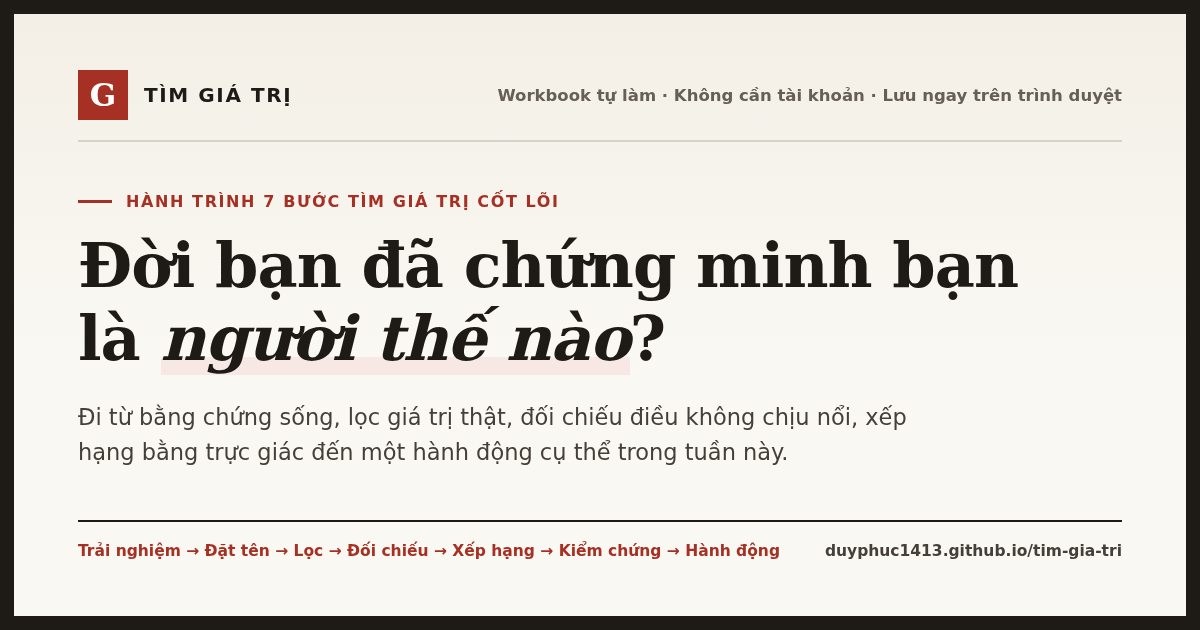 G TÌM GIÁ TRỊ
Workbook tự làm · Không cần tài khoản · Lưu ngay trên trình duyệt
HÀNH TRÌNH 7 BƯỚC TÌM GIÁ TRỊ CỐT LÕI
Đời bạn đã chứng minh bạn
là người thế nào?
Đi từ bằng chứng sống, lọc giá trị thật, đối chiếu điều không chịu nổi, xếp
hạng bằng trực giác đến một hành động cụ thể trong tuần này.
Trải nghiệm → Đặt tên → Lọc → Đối chiếu → Xếp hạng → Kiểm chứng → Hành động
duyphuc1413.github.io/tim-gia-tri